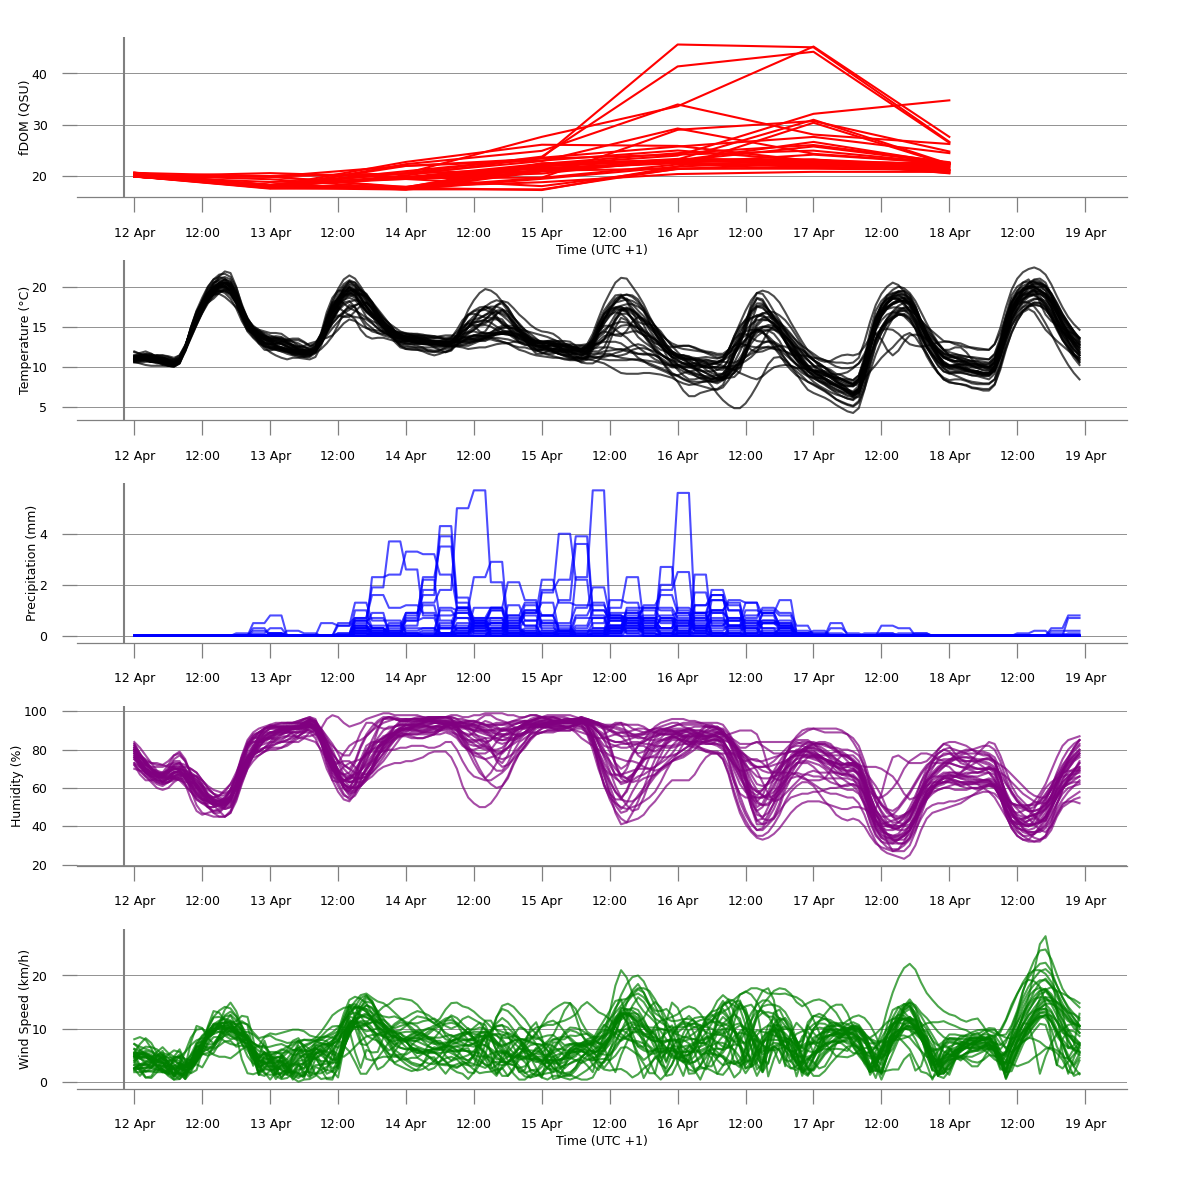 fDOM (QSU)
40
30
20
12 Apr 12:00 13 Apr 12:00 14 Apr 12:00 15 Apr 12:00 16 Apr 12:00 17 Apr 12:00 18 Apr 12:00 19 Apr
Time (UTC +1)
Temperature (°C)
20
15
10
5
12 Apr 12:00 13 Apr 12:00 14 Apr 12:00 15 Apr 12:00 16 Apr 12:00 17 Apr 12:00 18 Apr 12:00 19 Apr
Precipitation (mm)
4
2
0
12 Apr 12:00 13 Apr 12:00 14 Apr 12:00 15 Apr 12:00 16 Apr 12:00 17 Apr 12:00 18 Apr 12:00 19 Apr
Humidity (%)
100
80
60
40
20
12 Apr 12:00 13 Apr 12:00 14 Apr 12:00 15 Apr 12:00 16 Apr 12:00 17 Apr 12:00 18 Apr 12:00 19 Apr
Wind Speed (km/h)
20
10
0
12 Apr 12:00 13 Apr 12:00 14 Apr 12:00 15 Apr 12:00 16 Apr 12:00 17 Apr 12:00 18 Apr 12:00 19 Apr
Time (UTC +1)